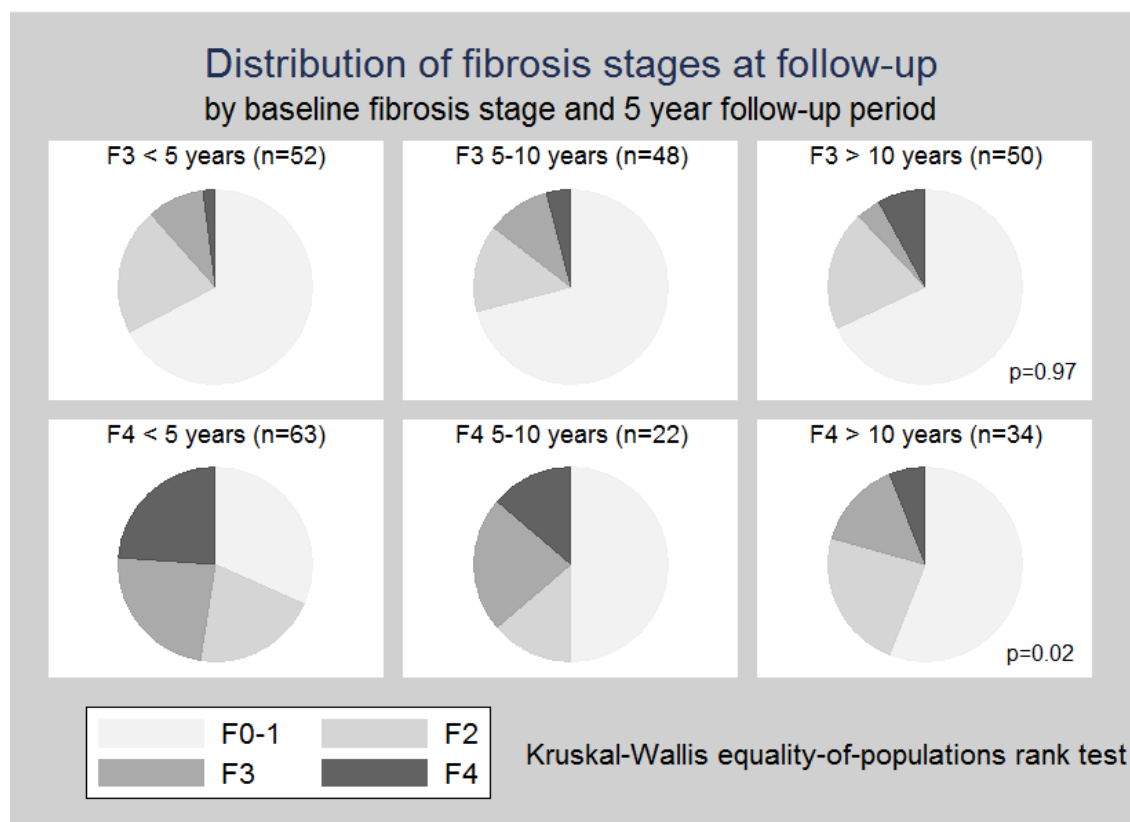 Distribution of fibrosis stages at follow-up
by baseline fibrosis stage and 5 year follow-up period
F3 < 5 years (n=52)
F3 5-10 years (n=48)
F3 > 10 years (n=50)
p=0.97
F4 < 5 years (n=63)
F4 5-10 years (n=22)
F4 > 10 years (n=34)
p=0.02
F0-1
F2
F3
F4
Kruskal-Wallis equality-of-populations rank test